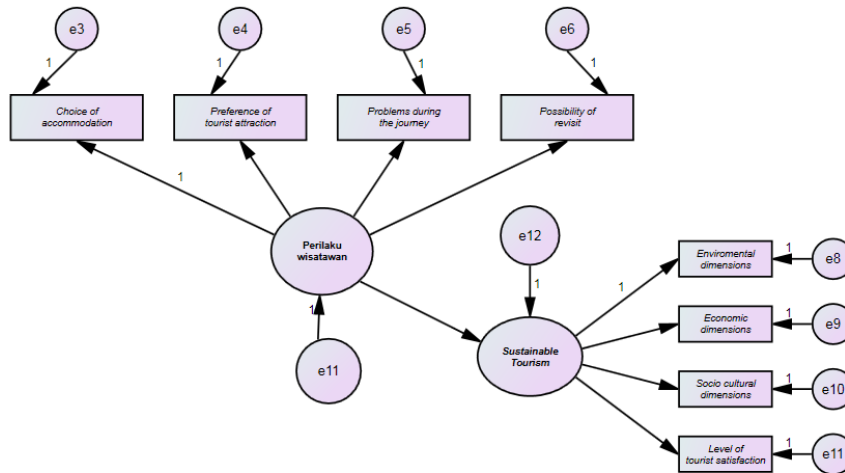 e3
e4
e5
e6
1
1
1
1
Choice of
accommodation
Preference of
tourist attraction
Problems during
the journey
Possibility of
revisit
1
Perilaku
wisatawan
e12
1
1
e11
Sustainable
Tourism
1
Enviromental
dimensions
1
e8
Economic
dimensions
1
e9
Socio cultural
dimensions
1
e10
Level of
tourist satisfaction
1
e11